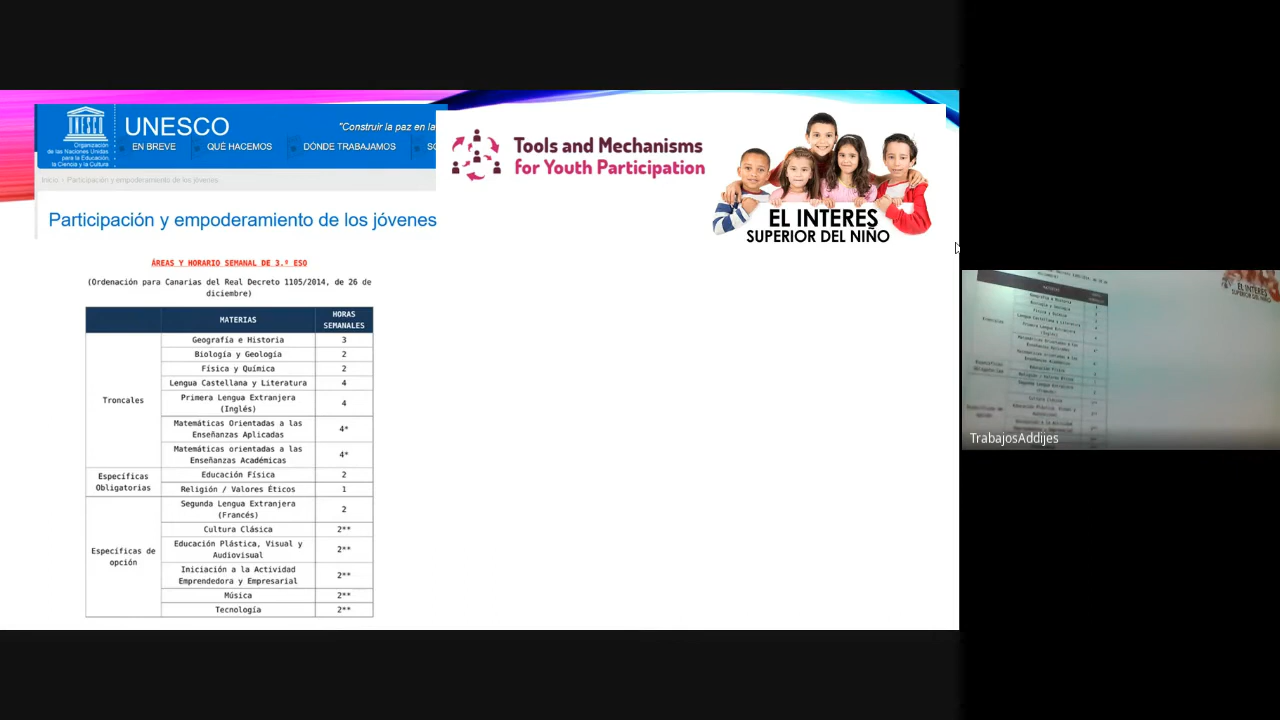 Organización
de las Naciones Unidas
para la Educación,
la Ciencia y la Cultura
UNESCO
"Construir la paz en la
EN BREVE QUÉ HACEMOS DÓNDE TRABAJAMOS
Inicio › Participación y empoderamiento de los jóvenes
Participación y empoderamiento de los jóvenes
Tools and Mechanisms
for Youth Participation
EL INTERES
SUPERIOR DEL NIÑO
ÁREAS Y HORARIO SEMANAL DE 3.º ESO
(Ordenación para Canarias del Real Decreto 1105/2014, de 26 de
diciembre)
MATERIAS HORAS
SEMANALES
Troncales
Geografía e Historia 3
Biología y Geología 2
Física y Química 2
Lengua Castellana y Literatura 4
Primera Lengua Extranjera
(Inglés) 4
Matemáticas Orientadas a las
Enseñanzas Aplicadas 4*
Matemáticas orientadas a las
Enseñanzas Académicas 4*
Específicas
Obligatorias
Educación Física 2
Religión / Valores Éticos 1
Específicas de
opción
Segunda Lengua Extranjera
(Francés) 2
Cultura Clásica 2**
Educación Plástica, Visual y
Audiovisual 2**
Iniciación a la Actividad
Emprendedora y Empresarial 2**
Música 2**
Tecnología 2**
TrabajosAddijes